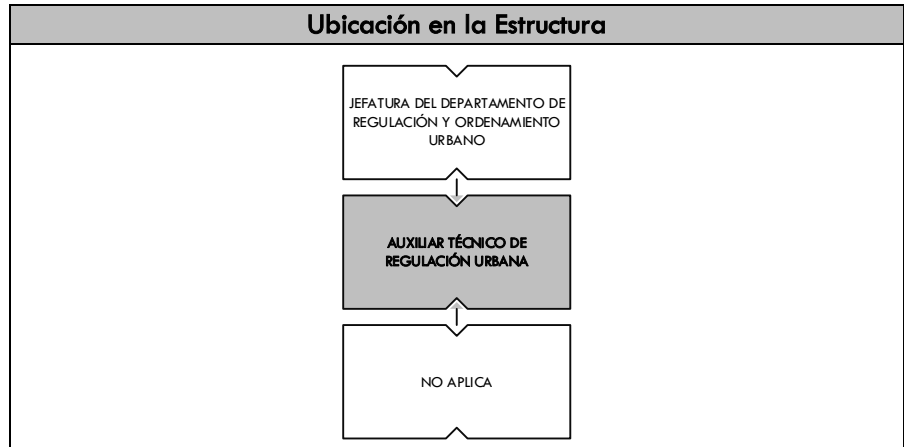 Ubicación en la Estructura
JEFATURA DEL DEPARTAMENTO DE
REGULACIÓN Y ORDENAMIENTO
URBANO
AUXILIAR TÉCNICO DE
REGULACIÓN URBANA
NO APLICA